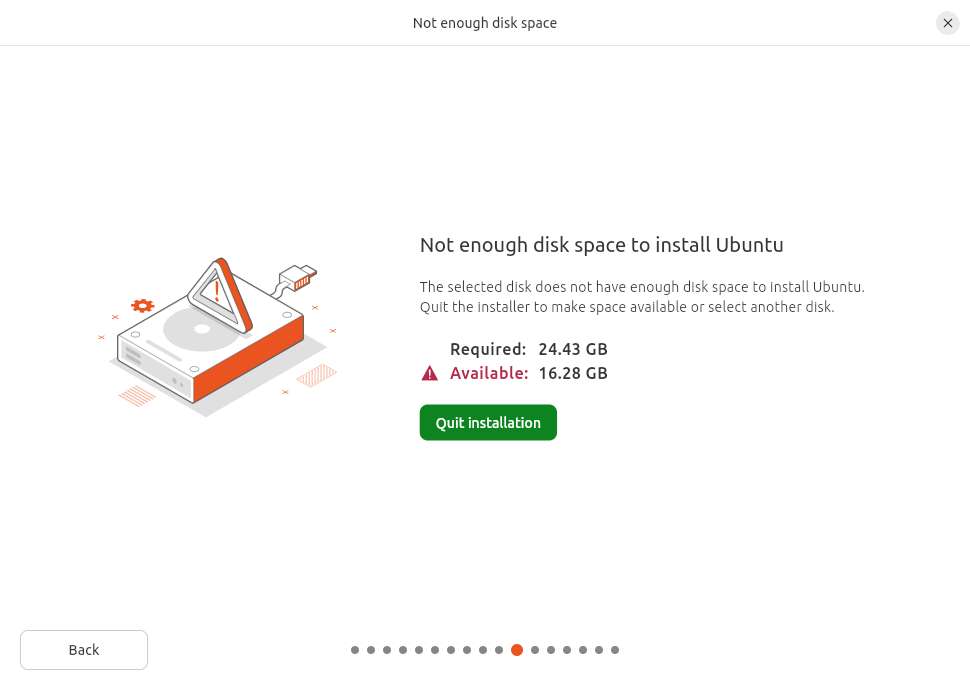 Not enough disk space
Not enough disk space to install Ubuntu
The selected disk does not have enough disk space to install Ubuntu.
Quit the installer to make space available or select another disk.
Required: 24.43 GB
Available: 16.28 GB
Quit installation
Back